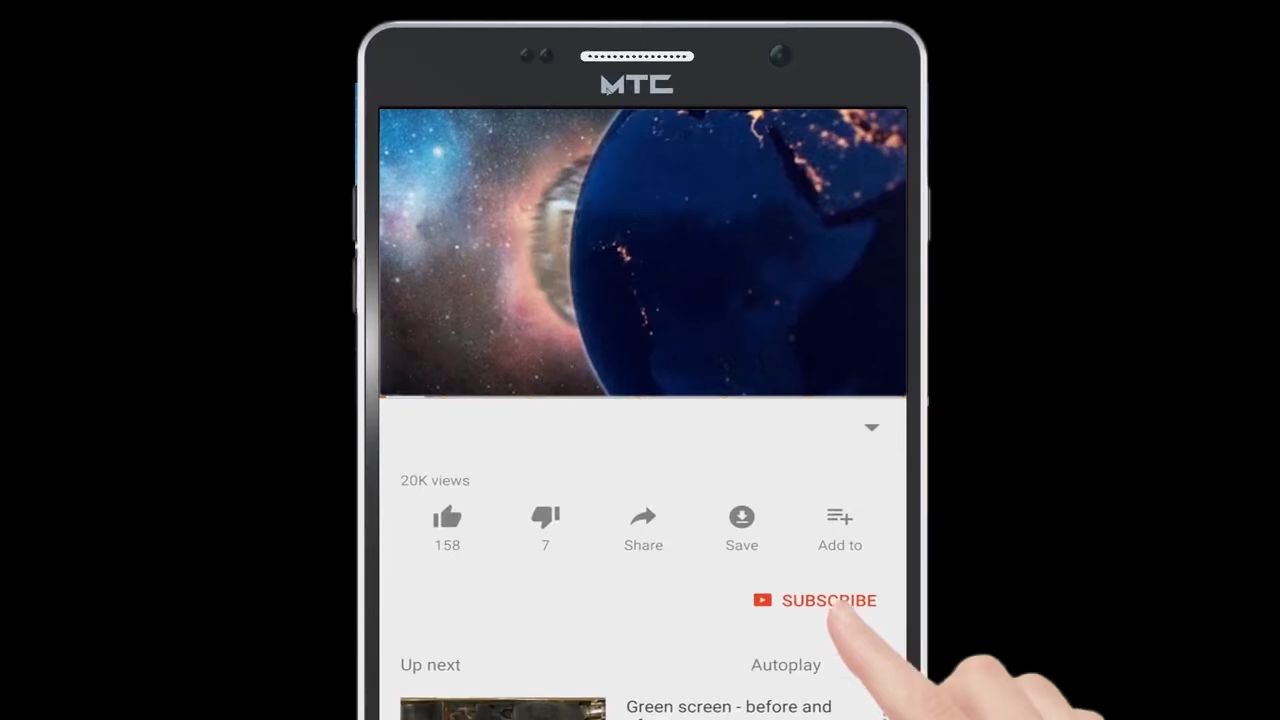 MTC
20K views
158 7 Share Save Add to
SUBSCRIBE
Up next Autoplay
Green screen - before and